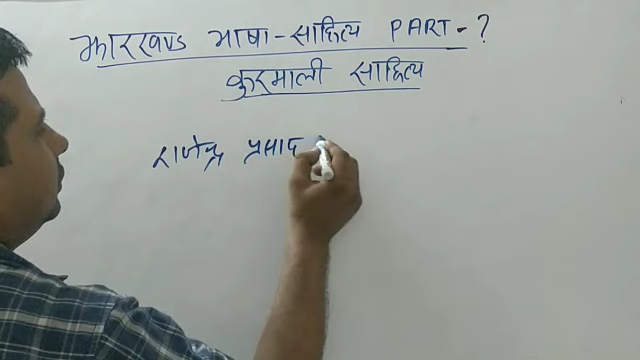 झारखण्ड भाषा - साहित्य PART - ?
कुरमाली साहित्य
राजेन्द्र प्रसाद